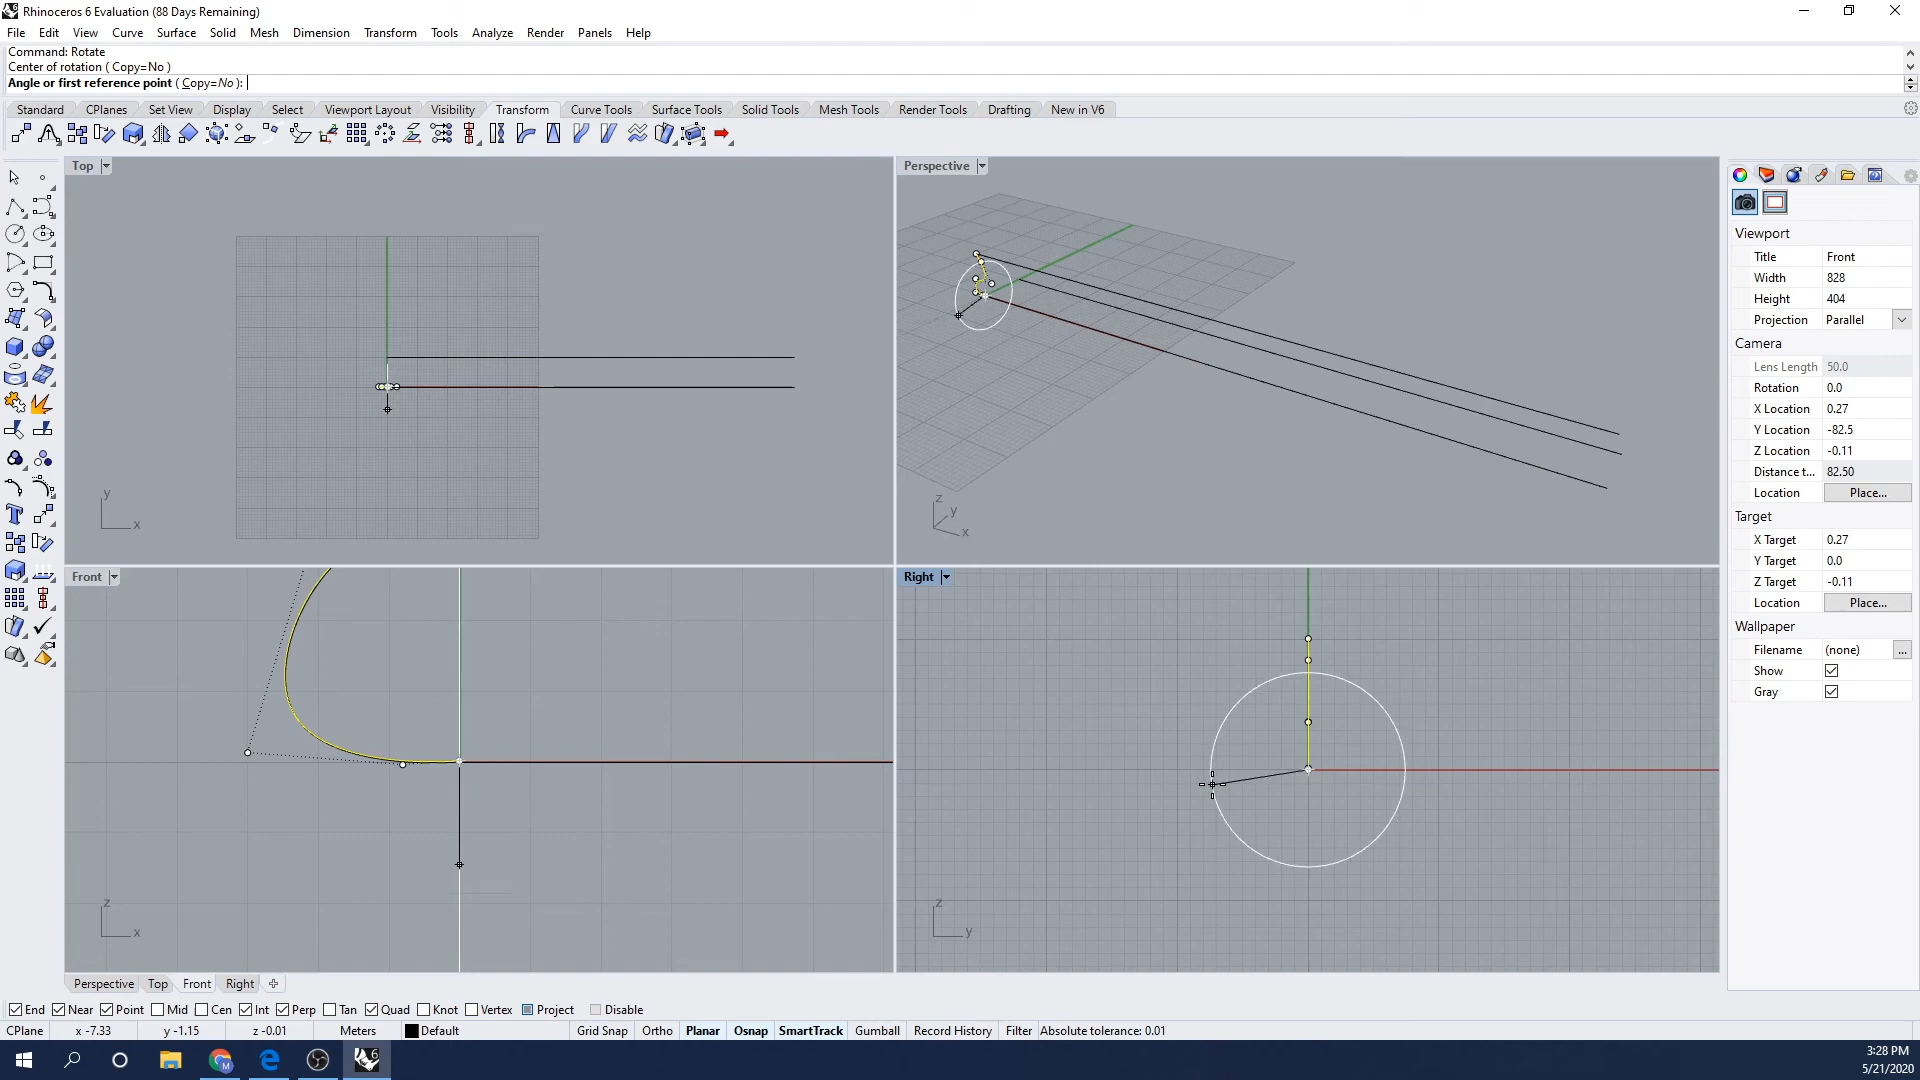 Rhinoceros 6 Evaluation (88 Days Remaining)
File Edit View Curve Surface Solid Mesh Dimension Transform Tools Analyze Render Panels Help
Command: Rotate
Center of rotation ( Copy=No )
Angle or first reference point ( Copy=No ):
Standard CPlanes Set View Display Select Viewport Layout Visibility Transform Curve Tools Surface Tools Solid Tools Mesh Tools Render Tools Drafting New in V6
Top
y
x
Perspective
z
y
x
Front
z
x
Right
z
y
Viewport
Title Front
Width 828
Height 404
Projection Parallel
Camera
Lens Length 50.0
Rotation 0.0
X Location 0.27
Y Location -82.5
Z Location -0.11
Distance t... 82.50
Location Place...
Target
X Target 0.27
Y Target 0.0
Z Target -0.11
Location Place...
Wallpaper
Filename (none) ...
Show
Gray
Perspective Top Front Right
End Near Point Mid Cen Int Perp Tan Quad Knot Vertex Project Disable
CPlane x -7.33 y -1.15 z -0.01 Meters Default Grid Snap Ortho Planar Osnap SmartTrack Gumball Record History Filter Absolute tolerance: 0.01
M
6
3:28 PM
5/21/2020